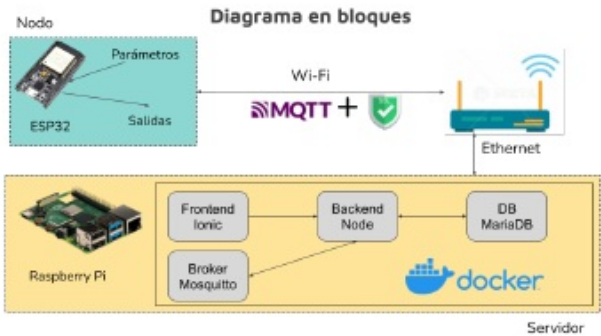 Diagrama en bloques
Nodo
Parámetros
Salidas
ESP32
Wi-Fi
MQTT +
Ethernet
Raspberry Pi
Frontend
Ionic
Backend
Node
DB
MariaDB
Broker
Mosquitto
docker
Servidor